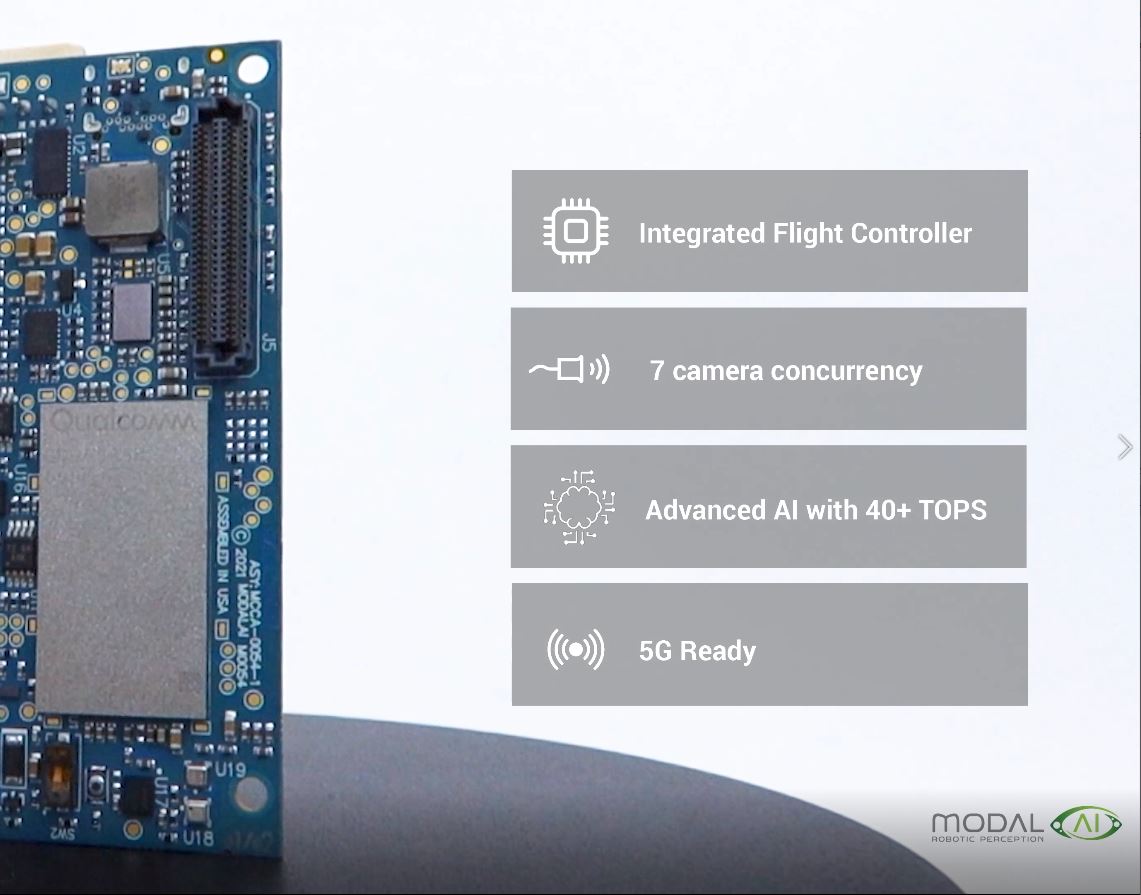 Integrated Flight Controller
7 camera concurrency
Advanced AI with 40+ TOPS
5G Ready
U2
U5
U4
J5
Qualcomm
U16
ASSEMBLED IN USA
© 2021 MODALAI M0054
ASY:MCCA-0054-1
U19
U17
U18
SW2
MODAL AI
ROBOTIC PERCEPTION